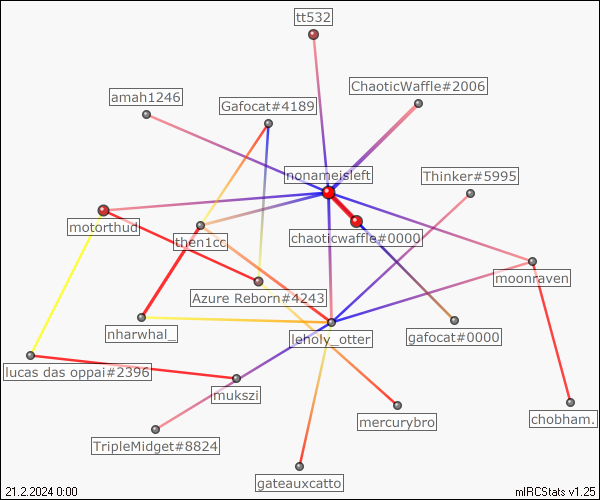 tt532
ChaoticWaffle#2006
amah1246
Gafocat#4189
nonameisleft
Thinker#5995
motorthud
then1cc
chaoticwaffle#0000
moonraven
Azure Reborn#4243
nharwhal_
leholy_otter
gafocat#0000
lucas das oppai#2396
mukszi
mercurybro
chobham.
TripleMidget#8824
gateauxcatto
21.2.2024 0:00
mIRCStats v1.25